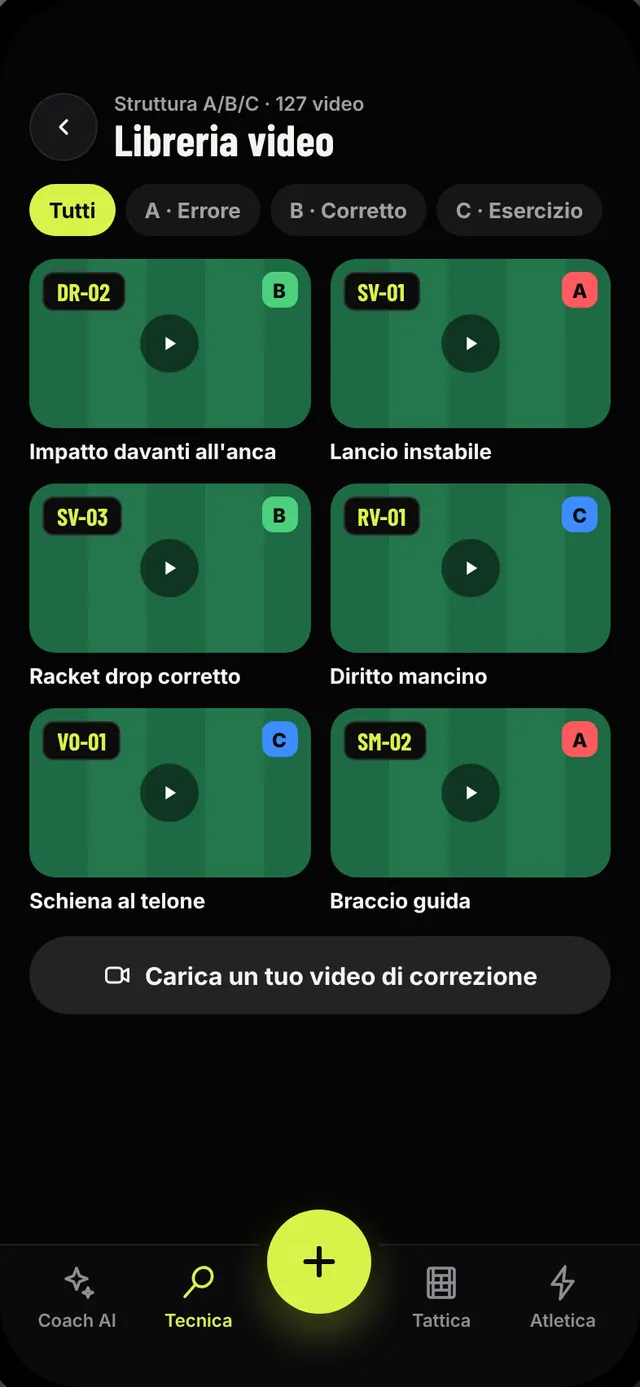 Struttura A/B/C · 127 video
Libreria video
Tutti
A · Errore
B · Corretto
C · Esercizio
DR-02
B
SV-01
A
Impatto davanti all'anca
Lancio instabile
SV-03
B
RV-01
C
Racket drop corretto
Diritto mancino
VO-01
C
SM-02
A
Schiena al telone
Braccio guida
Carica un tuo video di correzione
Coach AI
Tecnica
Tattica
Atletica